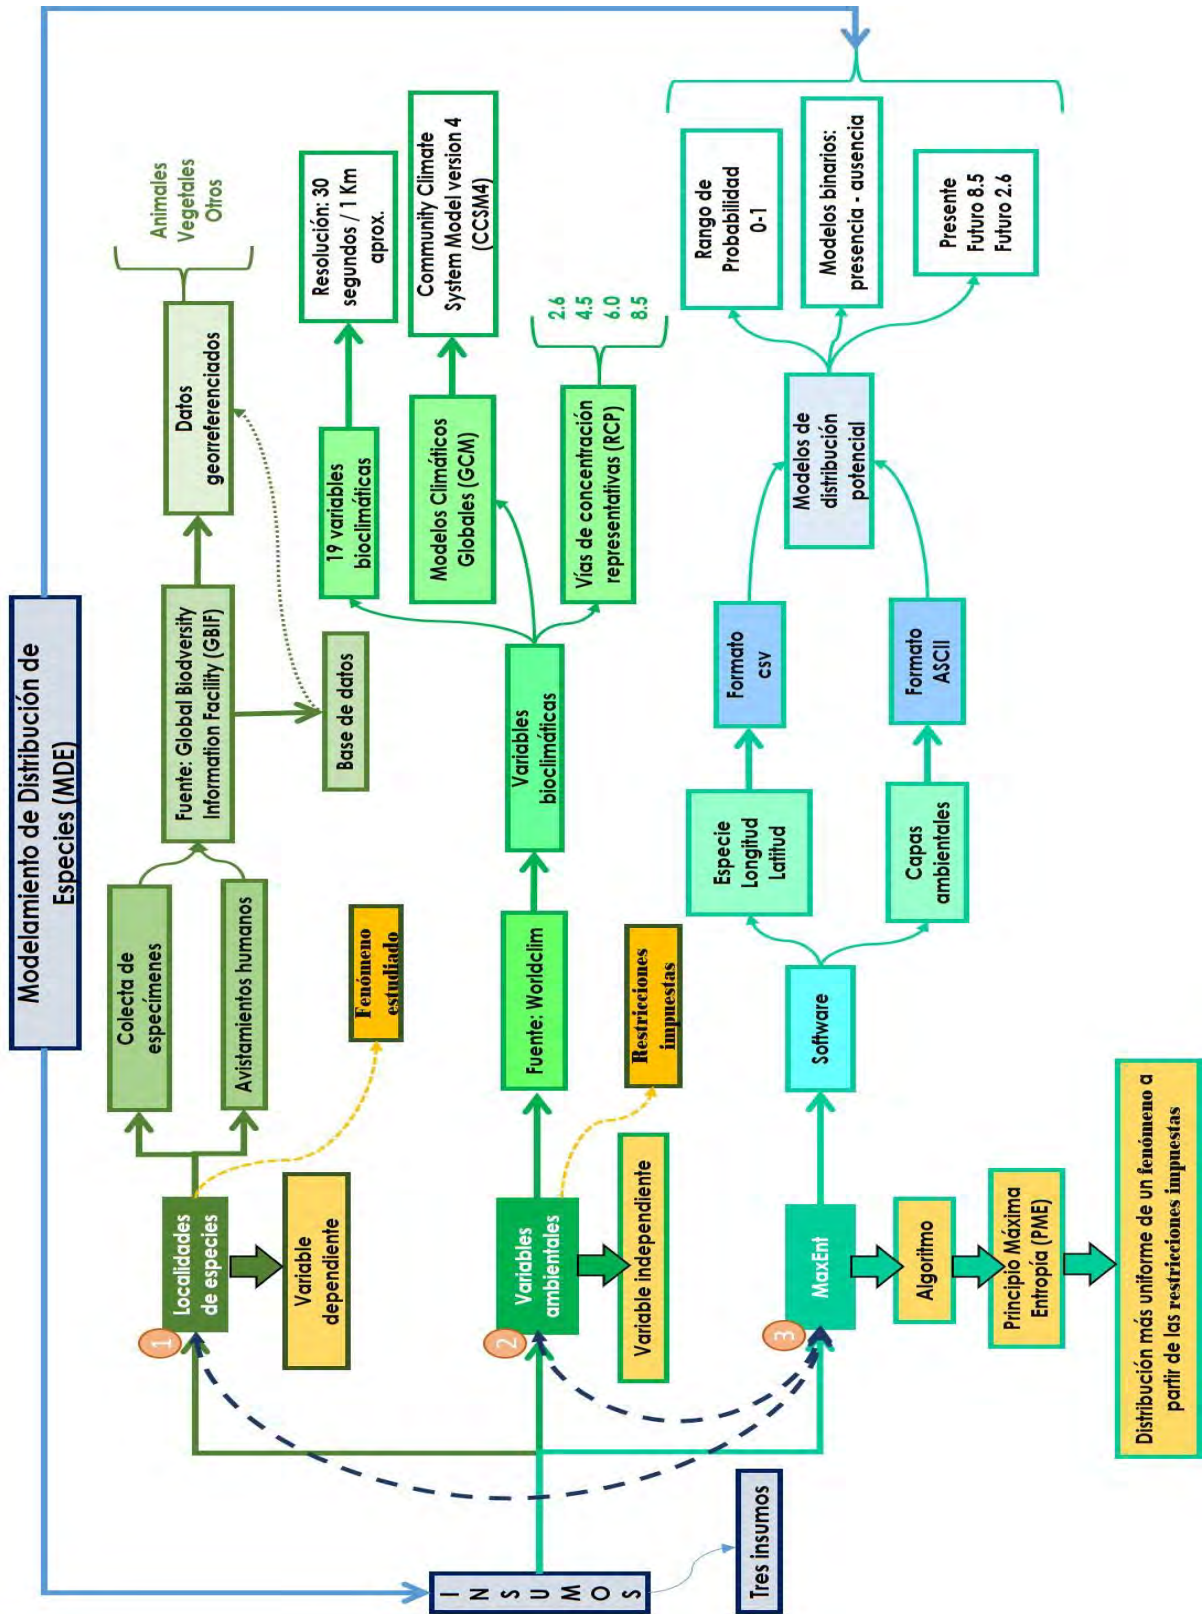 Modelamiento de Distribución de
Especies (MDE)
I
N
S
U
M
O
S
Tres insumos
1
Localidades
de especies
Variable
dependiente
Colecta de
especímenes
Avistamientos humanos
Fenómeno
estudiado
Fuente: Global Biodversity
Information Facility (GBIF)
Base de datos
Datos
georreferenciados
Animales
Vegetales
Otros
2
Variables
ambientales
Variable independiente
Fuente: Worldclim
Restricciones
impuestas
Variables
bioclimáticas
19 variables
bioclimáticas
Resolución: 30
segundos / 1 Km
aprox.
Modelos Climáticos
Globales (GCM)
Community Climate
System Model version 4
(CCSM4)
Vías de concentración
representativas (RCP)
2.6
4.5
6.0
8.5
3
MaxEnt
Algoritmo
Principio Máxima
Entropía (PME)
Distribución más uniforme de un fenómeno a
partir de las restricciones impuestas
Software
Especie
Longitud
Latitud
Formato
csv
Capas
ambientales
Formato
ASCII
Modelos de
distribución
potencial
Rango de
Probabilidad
0-1
Modelos binarios:
presencia - ausencia
Presente
Futuro 8.5
Futuro 2.6